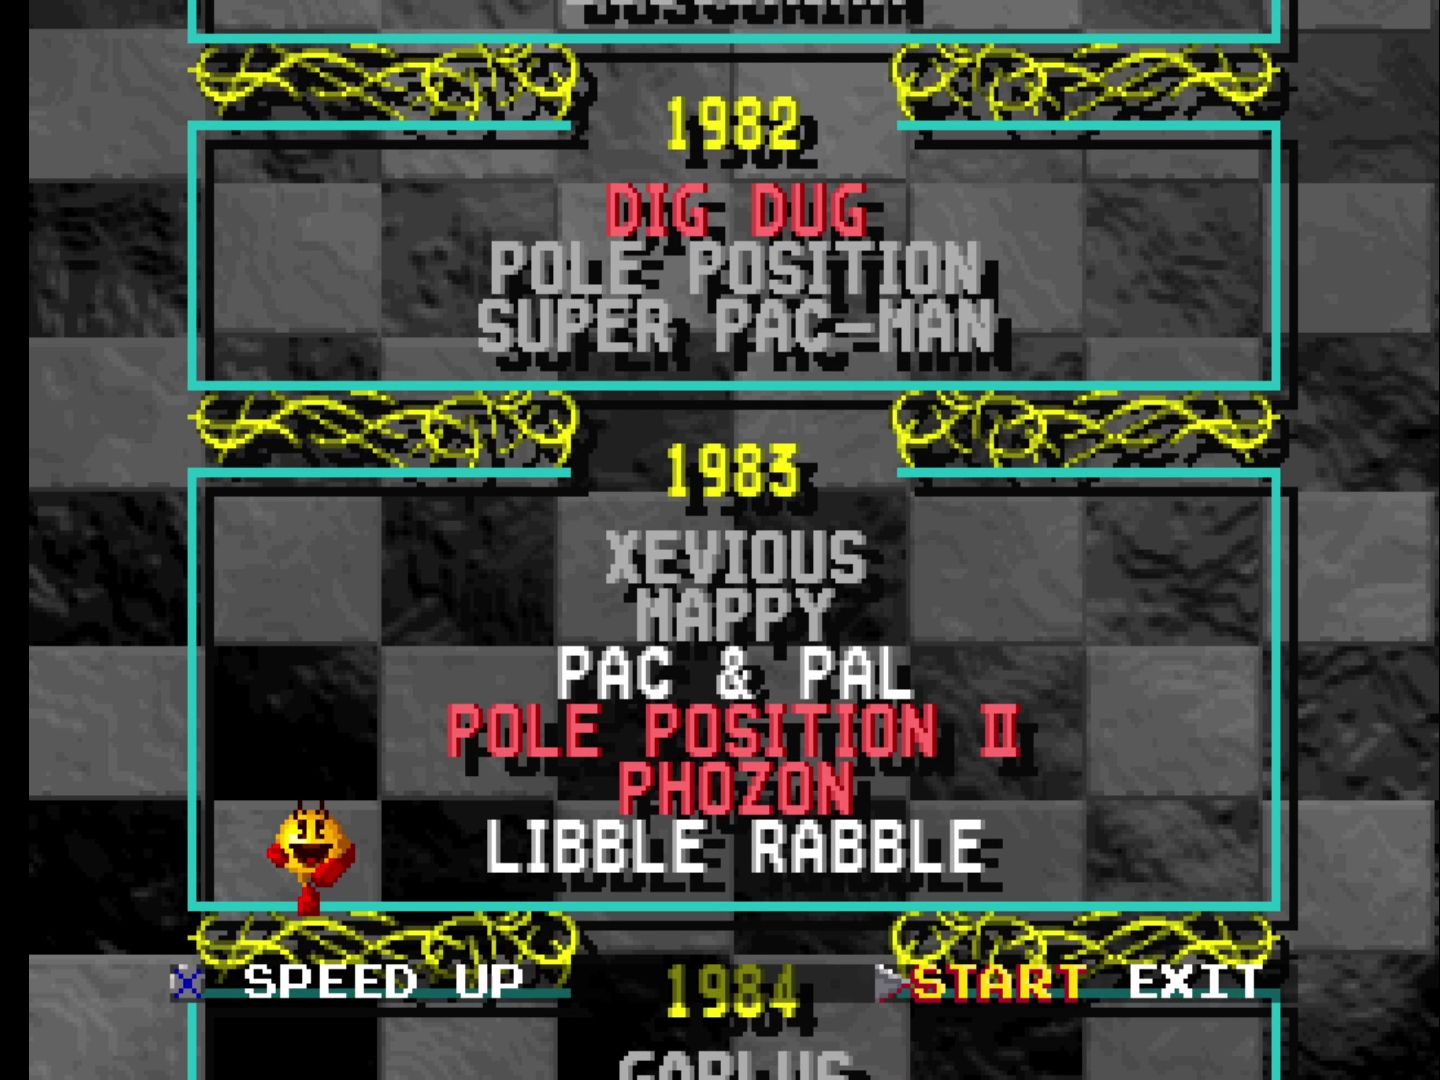 1982
DIG DUG
POLE POSITION
SUPER PAC-MAN
1983
XEVIOUS
MAPPY
PAC & PAL
POLE POSITION II
PHOZON
LIBBLE RABBLE
SPEED UP
START EXIT
1984